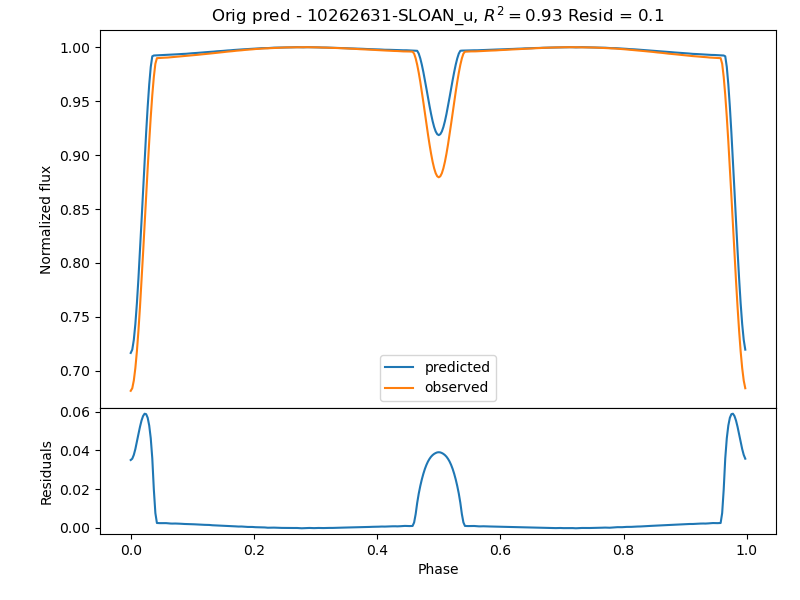 Orig pred - 10262631-SLOAN_u, R² = 0.93 Resid = 0.1
Normalized flux
1.00
0.95
0.90
0.85
0.80
0.75
0.70
predicted
observed
Residuals
0.06
0.04
0.02
0.00
0.0 0.2 0.4 0.6 0.8 1.0
Phase